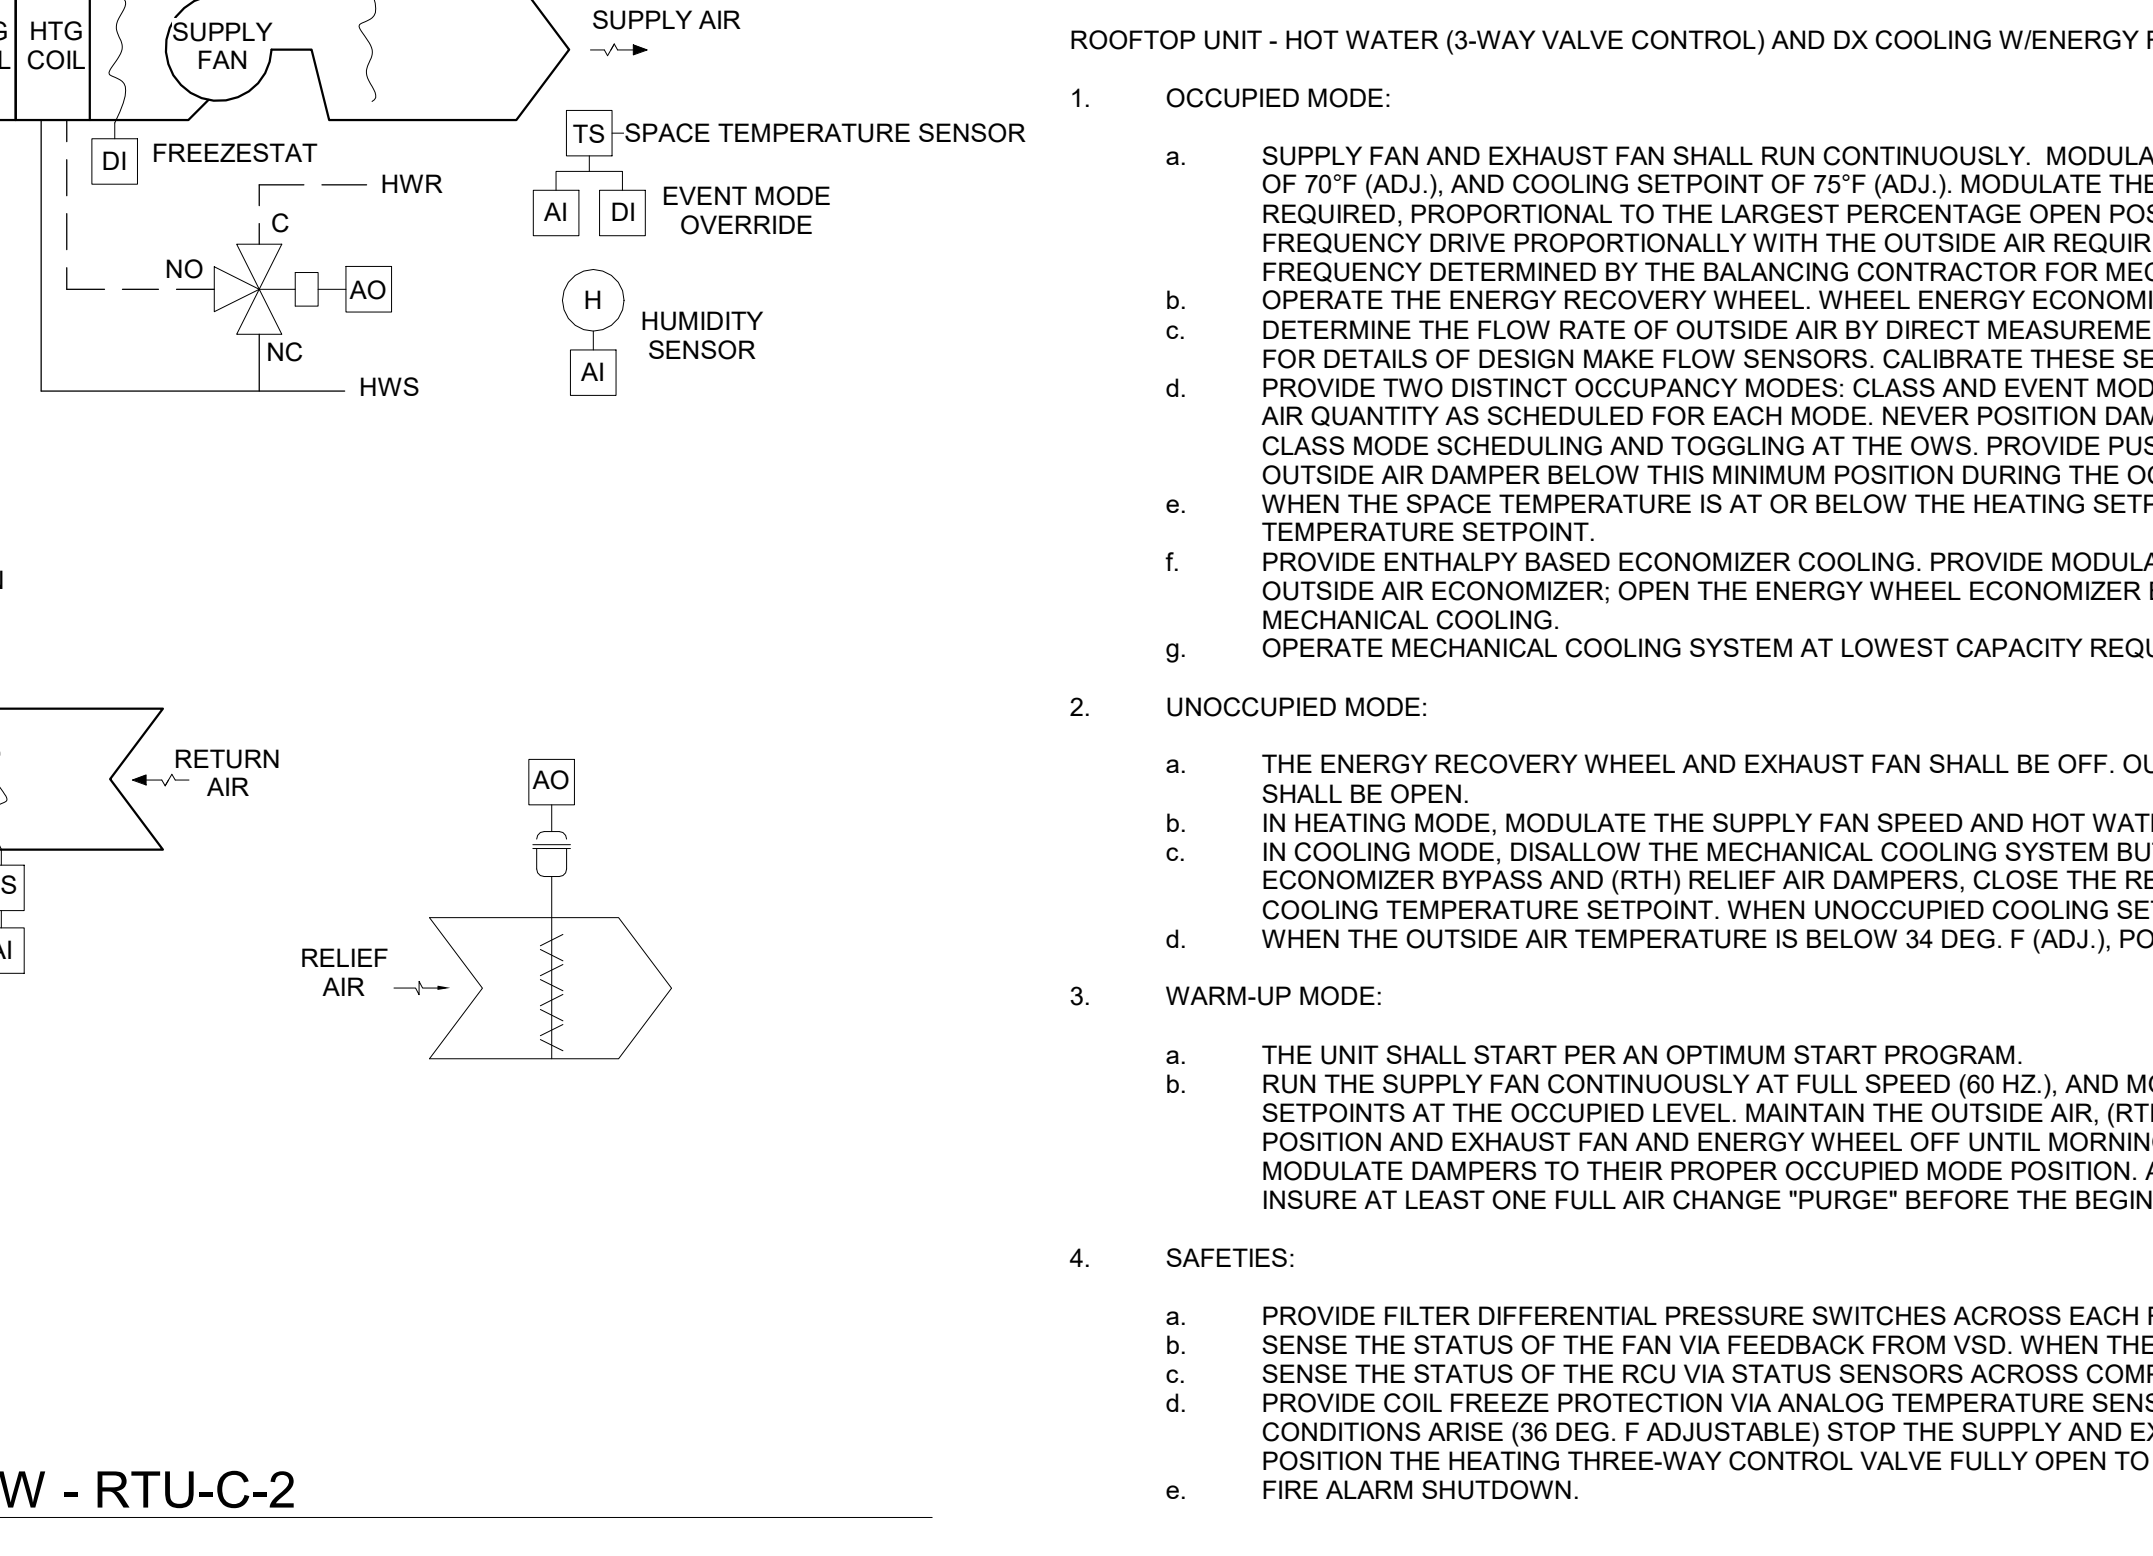 HTG
COIL
SUPPLY
FAN
SUPPLY AIR
DI
FREEZESTAT
HWR
C
NO
AO
NC
HWS
TS
SPACE TEMPERATURE SENSOR
AI
DI
EVENT MODE
OVERRIDE
H
HUMIDITY
SENSOR
AI
RETURN
AIR
S
AO
RELIEF
AIR
W - RTU-C-2
ROOFTOP UNIT - HOT WATER (3-WAY VALVE CONTROL) AND DX COOLING W/ENERGY
1. OCCUPIED MODE:
a. SUPPLY FAN AND EXHAUST FAN SHALL RUN CONTINUOUSLY. MODULA
OF 70°F (ADJ.), AND COOLING SETPOINT OF 75°F (ADJ.). MODULATE THE
REQUIRED, PROPORTIONAL TO THE LARGEST PERCENTAGE OPEN POS
FREQUENCY DRIVE PROPORTIONALLY WITH THE OUTSIDE AIR REQUIR
FREQUENCY DETERMINED BY THE BALANCING CONTRACTOR FOR MEC
b. OPERATE THE ENERGY RECOVERY WHEEL. WHEEL ENERGY ECONOMI
c. DETERMINE THE FLOW RATE OF OUTSIDE AIR BY DIRECT MEASUREME
FOR DETAILS OF DESIGN MAKE FLOW SENSORS. CALIBRATE THESE SE
d. PROVIDE TWO DISTINCT OCCUPANCY MODES: CLASS AND EVENT MOD
AIR QUANTITY AS SCHEDULED FOR EACH MODE. NEVER POSITION DAM
CLASS MODE SCHEDULING AND TOGGLING AT THE OWS. PROVIDE PUS
OUTSIDE AIR DAMPER BELOW THIS MINIMUM POSITION DURING THE OC
e. WHEN THE SPACE TEMPERATURE IS AT OR BELOW THE HEATING SETP
TEMPERATURE SETPOINT.
f. PROVIDE ENTHALPY BASED ECONOMIZER COOLING. PROVIDE MODULA
OUTSIDE AIR ECONOMIZER; OPEN THE ENERGY WHEEL ECONOMIZER
MECHANICAL COOLING.
g. OPERATE MECHANICAL COOLING SYSTEM AT LOWEST CAPACITY REQU
2. UNOCCUPIED MODE:
a. THE ENERGY RECOVERY WHEEL AND EXHAUST FAN SHALL BE OFF. OU
SHALL BE OPEN.
b. IN HEATING MODE, MODULATE THE SUPPLY FAN SPEED AND HOT WAT
c. IN COOLING MODE, DISALLOW THE MECHANICAL COOLING SYSTEM BU
ECONOMIZER BYPASS AND (RTH) RELIEF AIR DAMPERS, CLOSE THE RE
COOLING TEMPERATURE SETPOINT. WHEN UNOCCUPIED COOLING SE
d. WHEN THE OUTSIDE AIR TEMPERATURE IS BELOW 34 DEG. F (ADJ.), PO
3. WARM-UP MODE:
a. THE UNIT SHALL START PER AN OPTIMUM START PROGRAM.
b. RUN THE SUPPLY FAN CONTINUOUSLY AT FULL SPEED (60 HZ.), AND MO
SETPOINTS AT THE OCCUPIED LEVEL. MAINTAIN THE OUTSIDE AIR, (RT
POSITION AND EXHAUST FAN AND ENERGY WHEEL OFF UNTIL MORNIN
MODULATE DAMPERS TO THEIR PROPER OCCUPIED MODE POSITION. A
INSURE AT LEAST ONE FULL AIR CHANGE "PURGE" BEFORE THE BEGIN
4. SAFETIES:
a. PROVIDE FILTER DIFFERENTIAL PRESSURE SWITCHES ACROSS EACH
b. SENSE THE STATUS OF THE FAN VIA FEEDBACK FROM VSD. WHEN THE
c. SENSE THE STATUS OF THE RCU VIA STATUS SENSORS ACROSS COMP
d. PROVIDE COIL FREEZE PROTECTION VIA ANALOG TEMPERATURE SENS
CONDITIONS ARISE (36 DEG. F ADJUSTABLE) STOP THE SUPPLY AND EX
POSITION THE HEATING THREE-WAY CONTROL VALVE FULLY OPEN TO
e. FIRE ALARM SHUTDOWN.